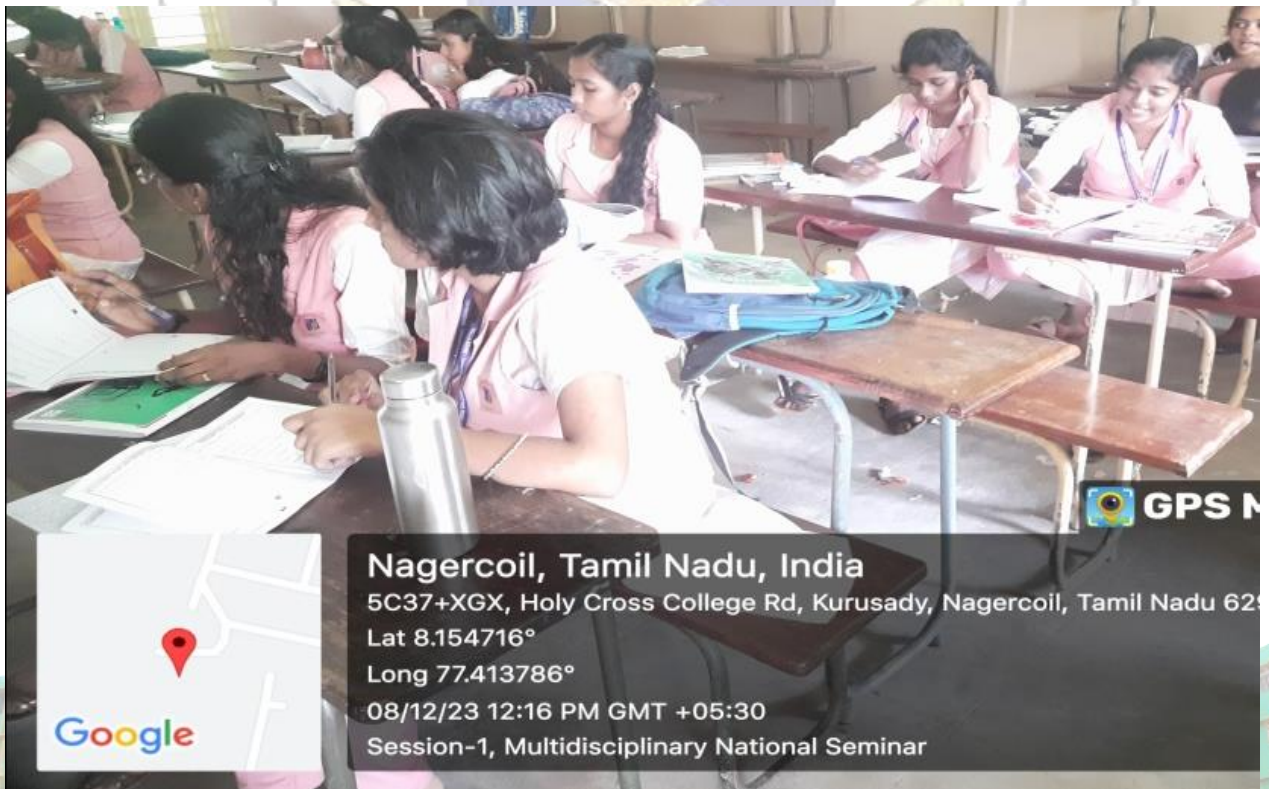 GPS M
Nagercoil, Tamil Nadu, India
5C37+XGX, Holy Cross College Rd, Kurusady, Nagercoil, Tamil Nadu 629
Lat 8.154716°
Long 77.413786°
08/12/23 12:16 PM GMT +05:30
Session-1, Multidisciplinary National Seminar
Google